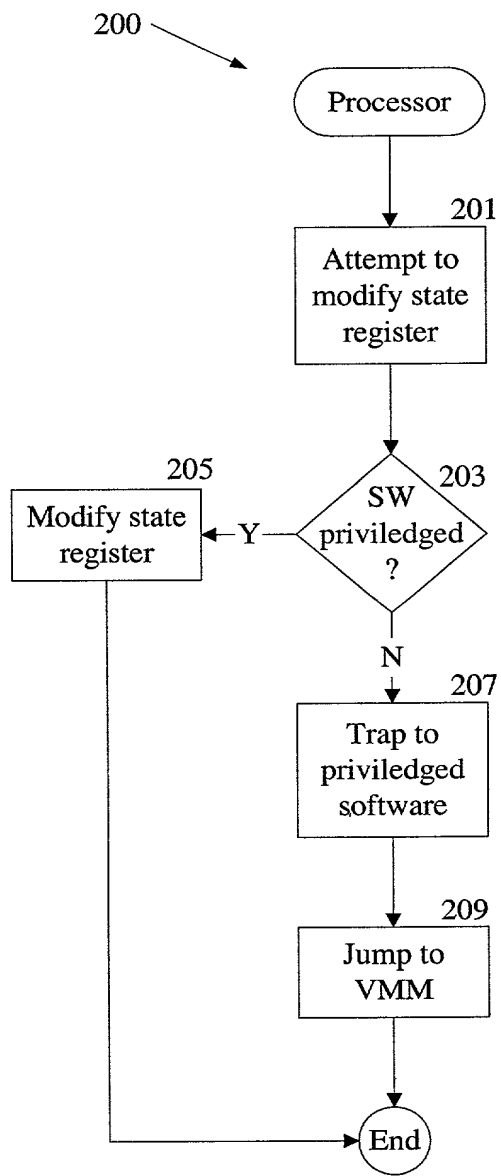 200
Processor
201
Attempt to
modify state
register
203
SW
priviledged
?
205
Modify state
register
Y
N
207
Trap to
priviledged
software
209
Jump to
VMM
End